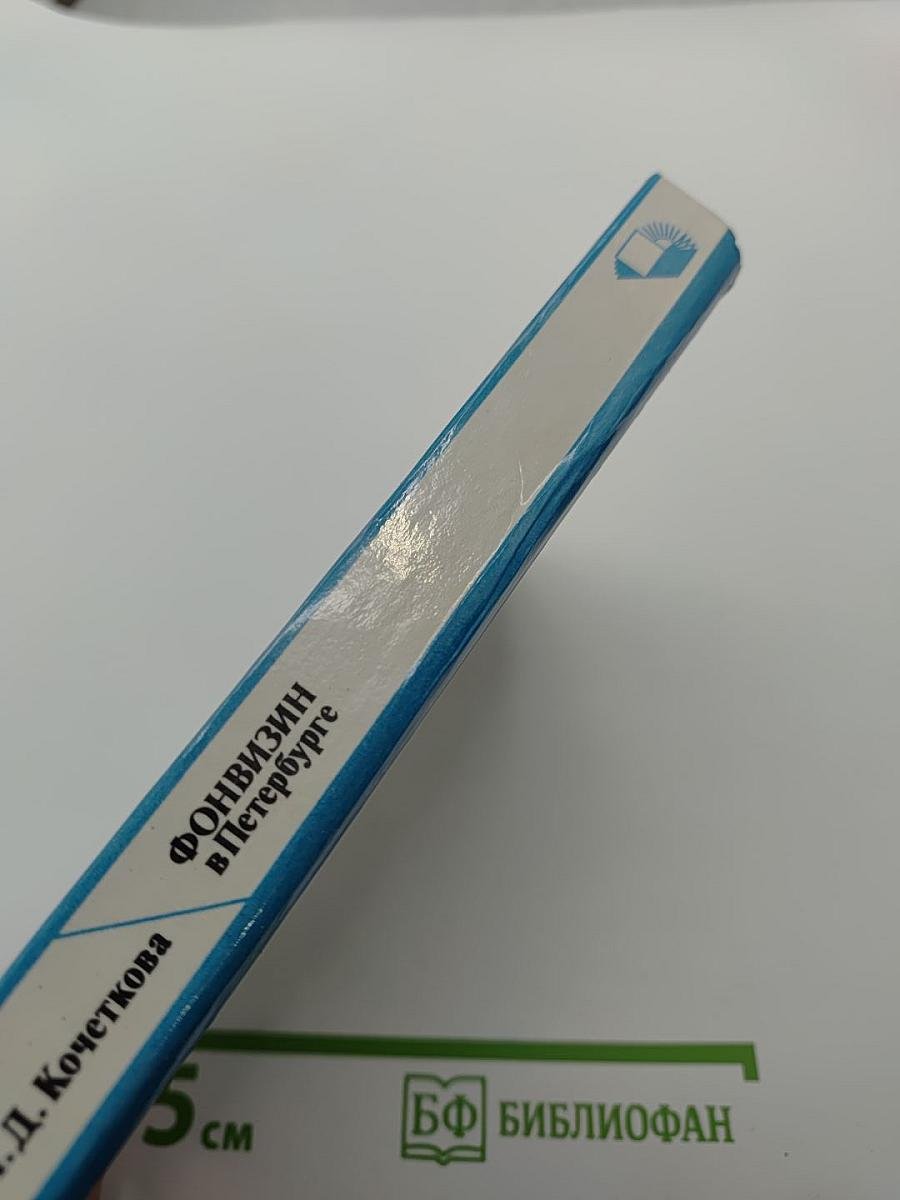 ФОНВИЗИН
в Петербурге
Д. Кочеткова
5 см
БФ БИБЛИОФАН